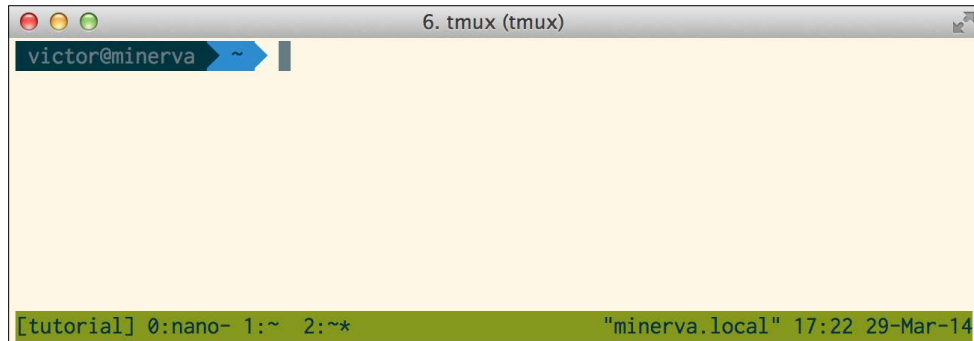 6. tmux (tmux)
victor@minerva ~
[tutorial] 0:nano- 1:~  2:~* "minerva.local" 17:22 29-Mar-14